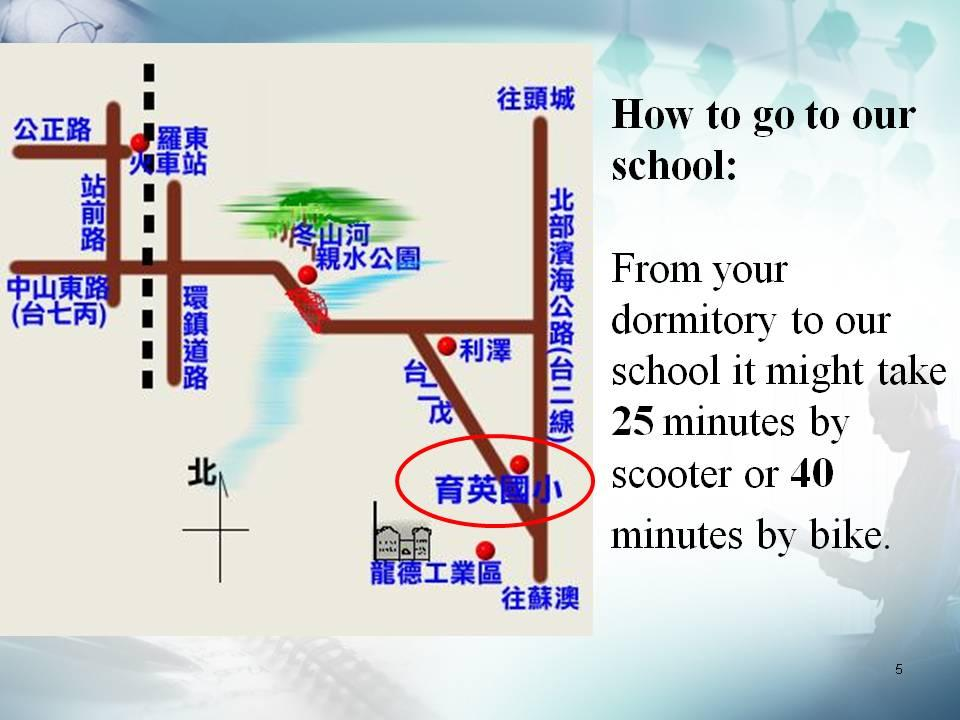 往頭城
公正路
羅東
火車站
站前路
北部濱海公路(台二線)
冬山河
親水公園
中山東路
(台七丙)
環鎮道路
利澤
台二戊
北
育英國小
龍德工業區
往蘇澳
How to go to our
school:
From your
dormitory to our
school it might take
25 minutes by
scooter or 40
minutes by bike.
5